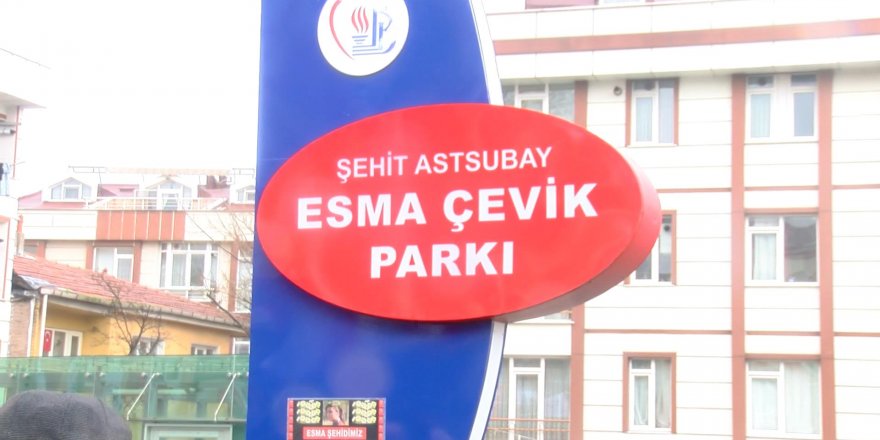 ŞEHİT ASTSUBAY
ESMA ÇEVİK
PARKI
ESMA ŞEHİDİMİZ